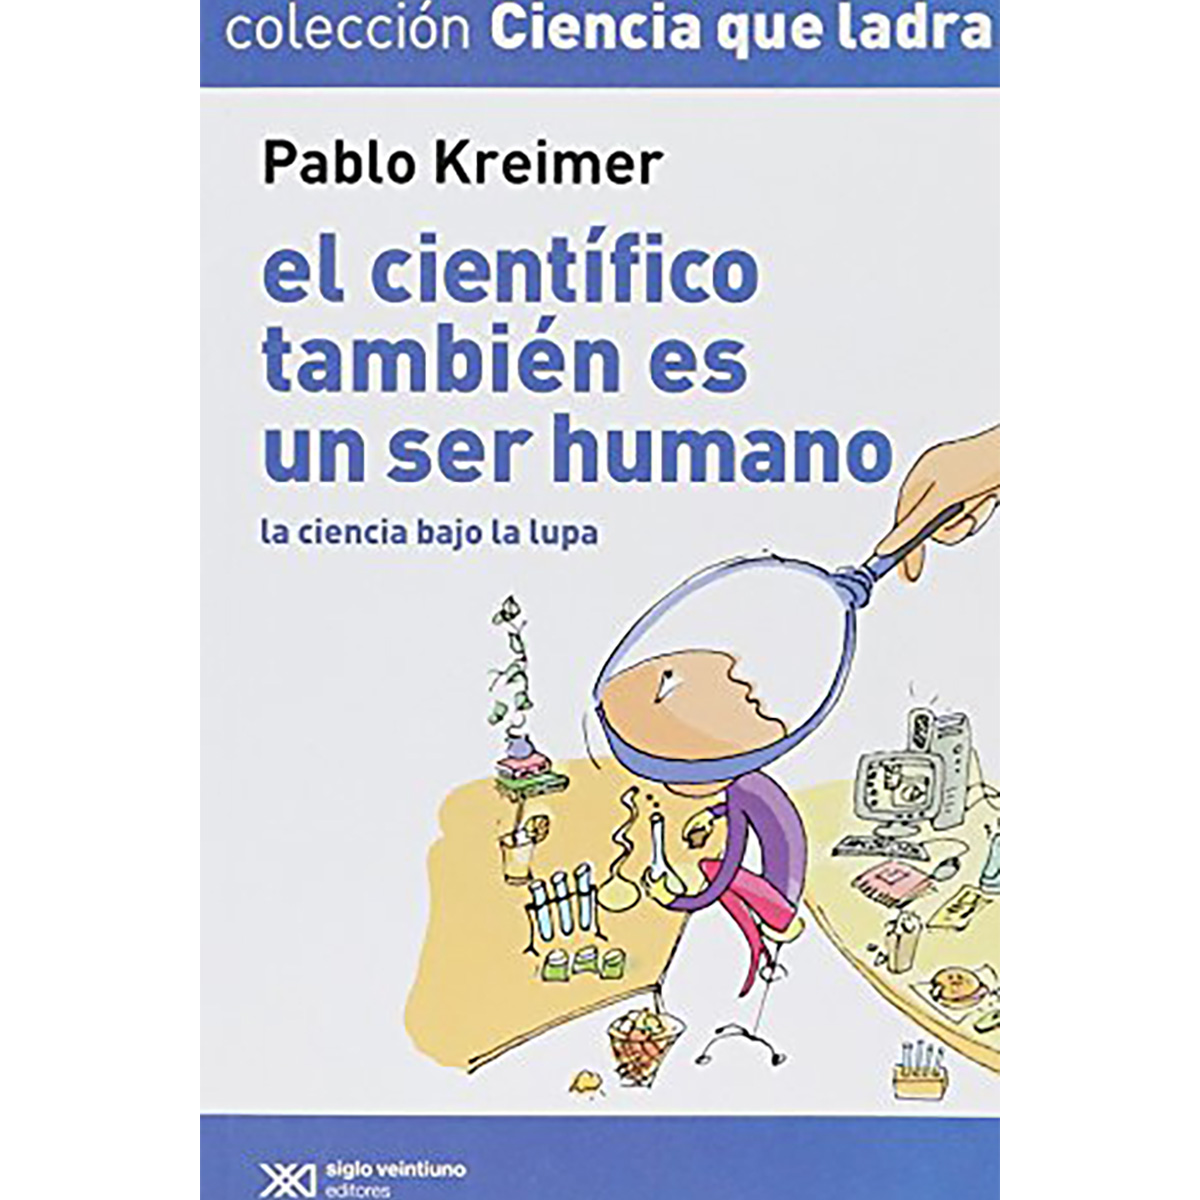 colección Ciencia que ladra
Pablo Kreimer
el científico
también es
un ser humano
la ciencia bajo la lupa
siglo veintiuno
editores